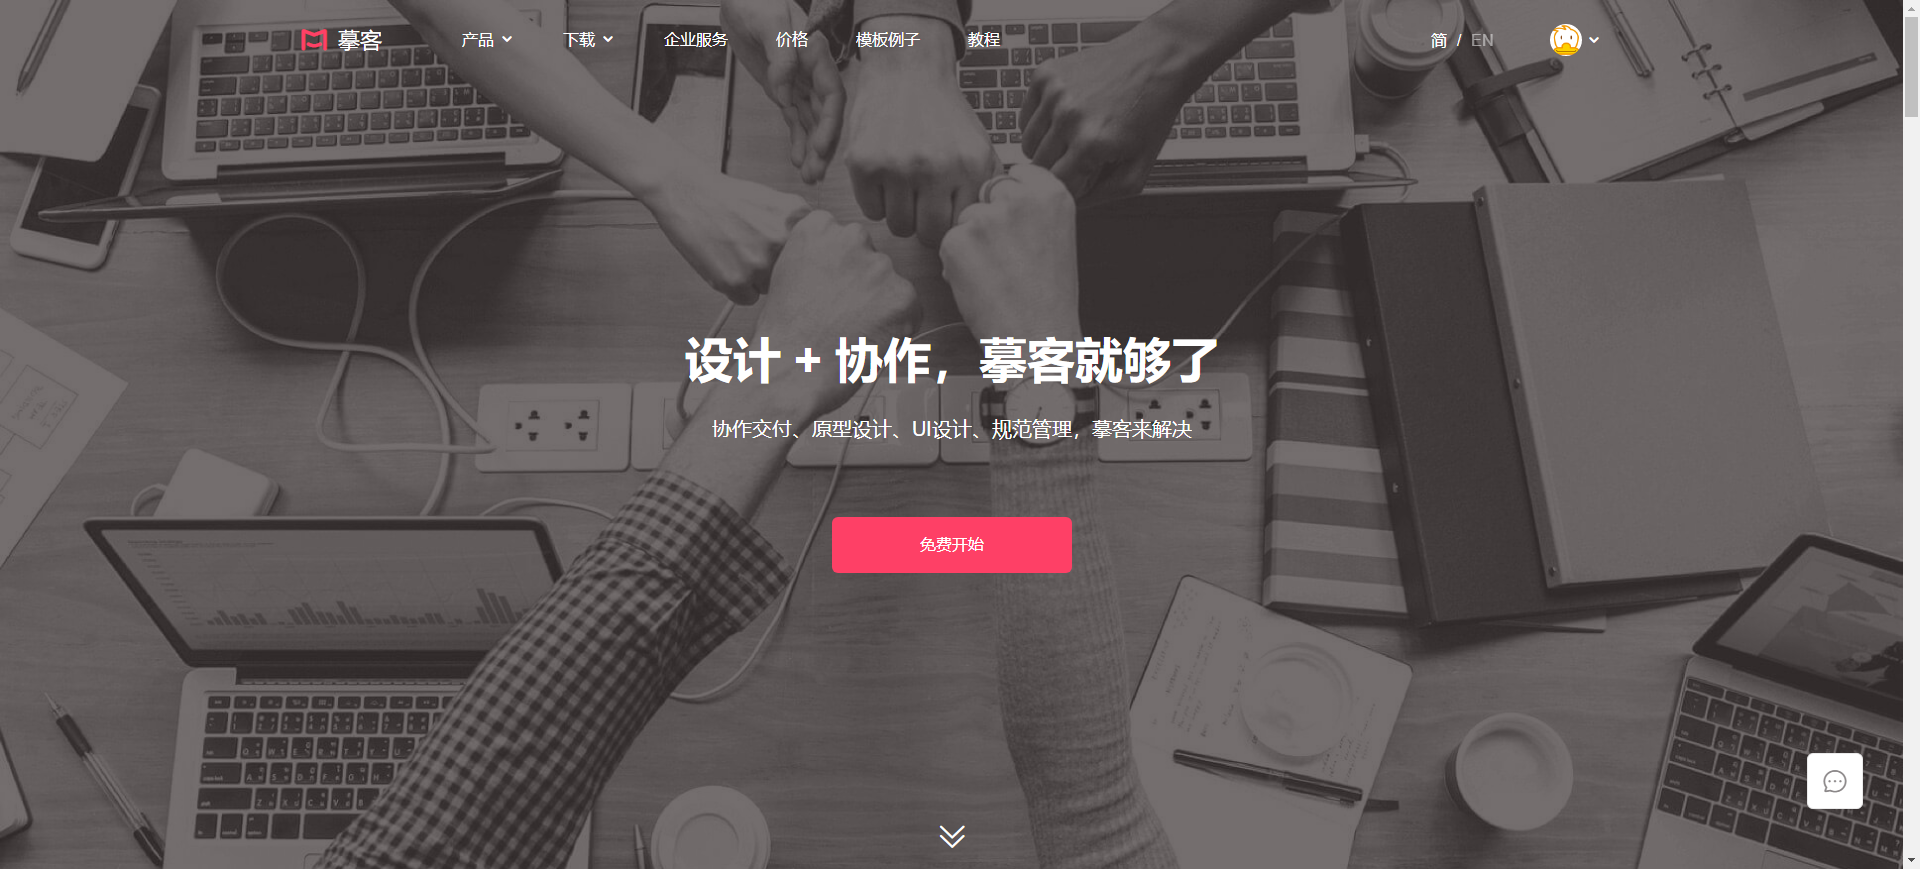 摹客
产品
下载
企业服务
价格
模板例子
教程
简 / EN
设计 + 协作，摹客就够了
协作交付、原型设计、UI设计、规范管理，摹客来解决
免费开始